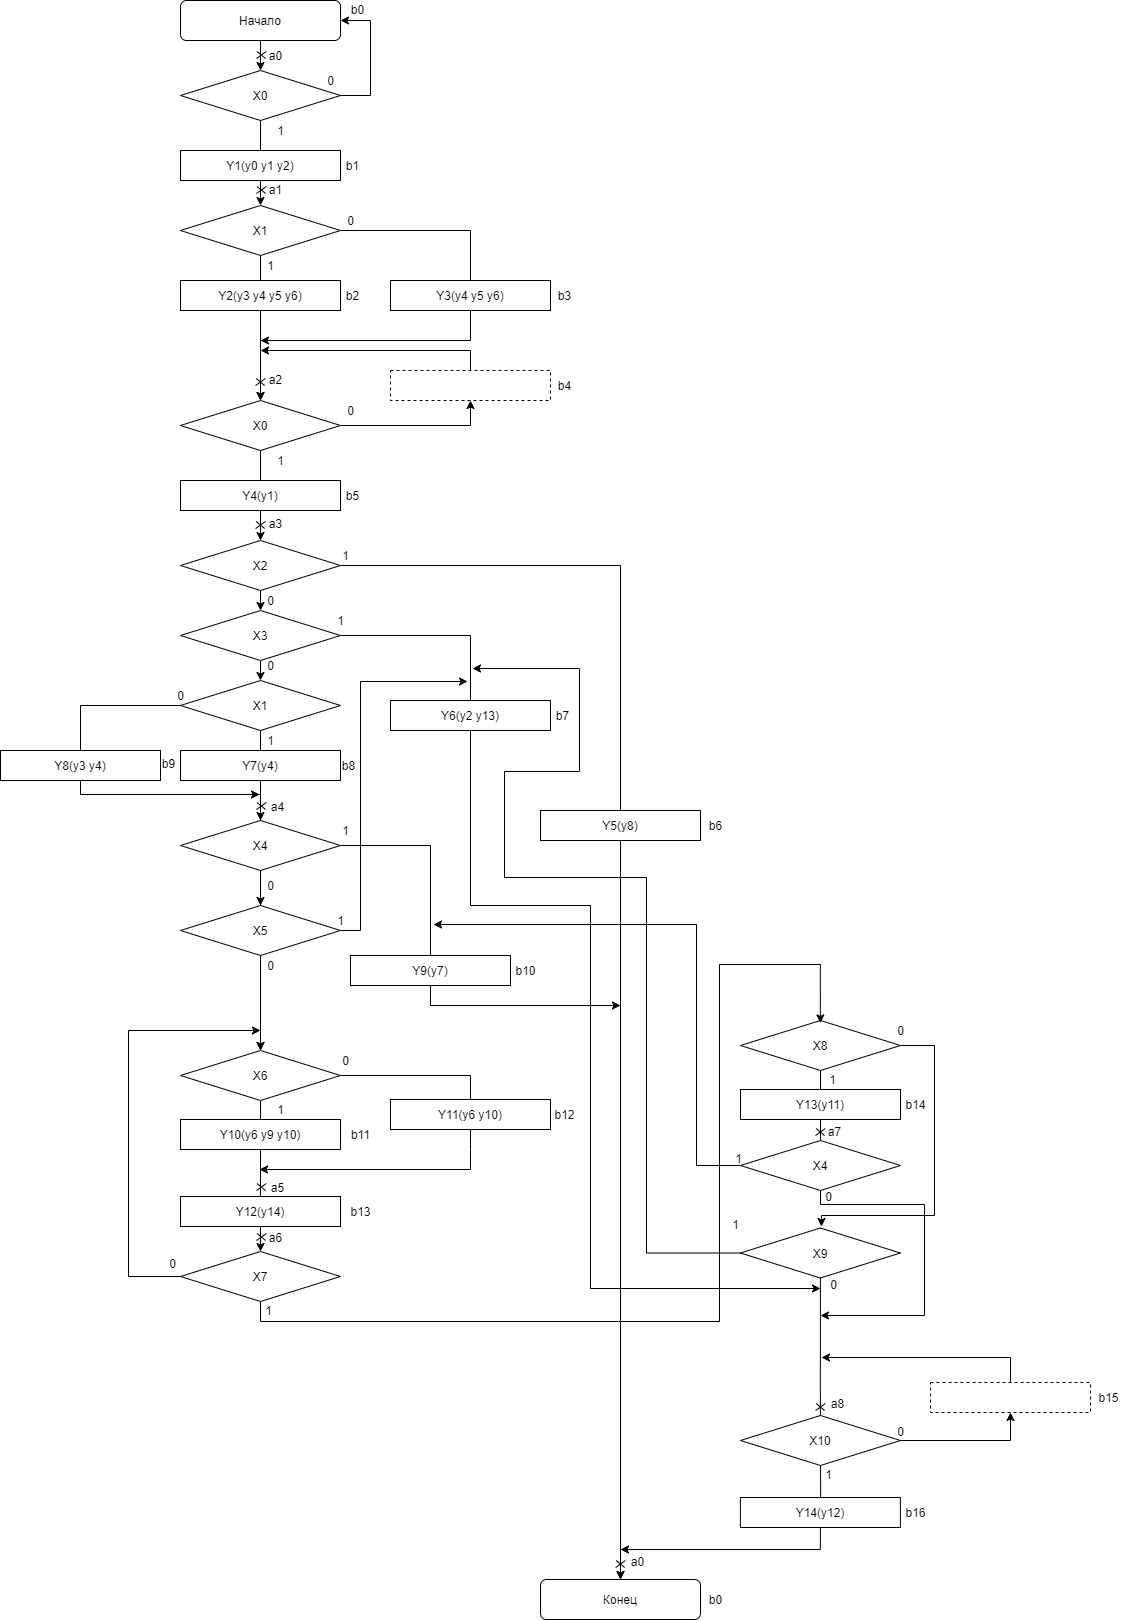 b0
Начало
a0
0
X0
1
Y1(y0 y1 y2)
b1
a1
0
X1
1
Y2(y3 y4 y5 y6)
b2
Y3(y4 y5 y6)
b3
a2
b4
0
X0
1
Y4(y1)
b5
a3
1
X2
0
1
X3
0
0
X1
1
Y6(y2 y13)
b7
Y8(y3 y4)
b9
Y7(y4)
b8
a4
1
X4
Y5(y8)
b6
0
1
X5
0
Y9(y7)
b10
0
X8
0
X6
1
1
Y13(y11)
b14
Y10(y6 y9 y10)
b11
Y11(y6 y10)
b12
a7
1
X4
0
a5
Y12(y14)
b13
a6
1
X9
0
0
X7
1
b15
a8
0
X10
1
Y14(y12)
b16
a0
Конец
b0